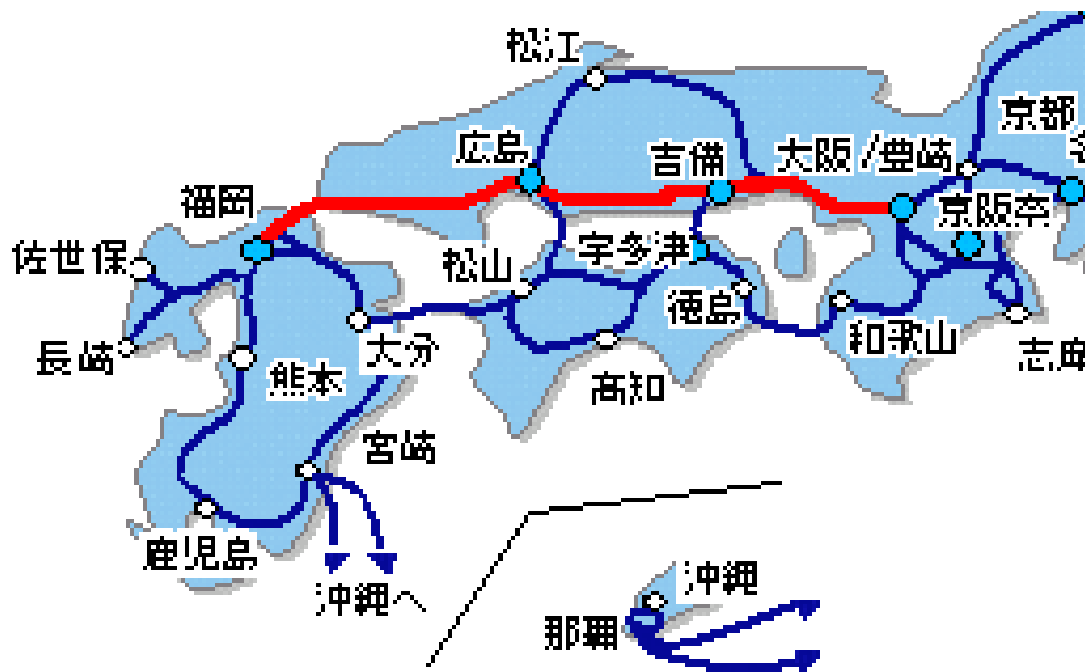 松江
京都
広島
吉備
大阪/豊崎
福岡
京阪奈
佐世保
松山
宇多津
徳島
和歌山
長崎
大分
熊本
高知
宮崎
鹿児島
沖縄へ
沖縄
那覇